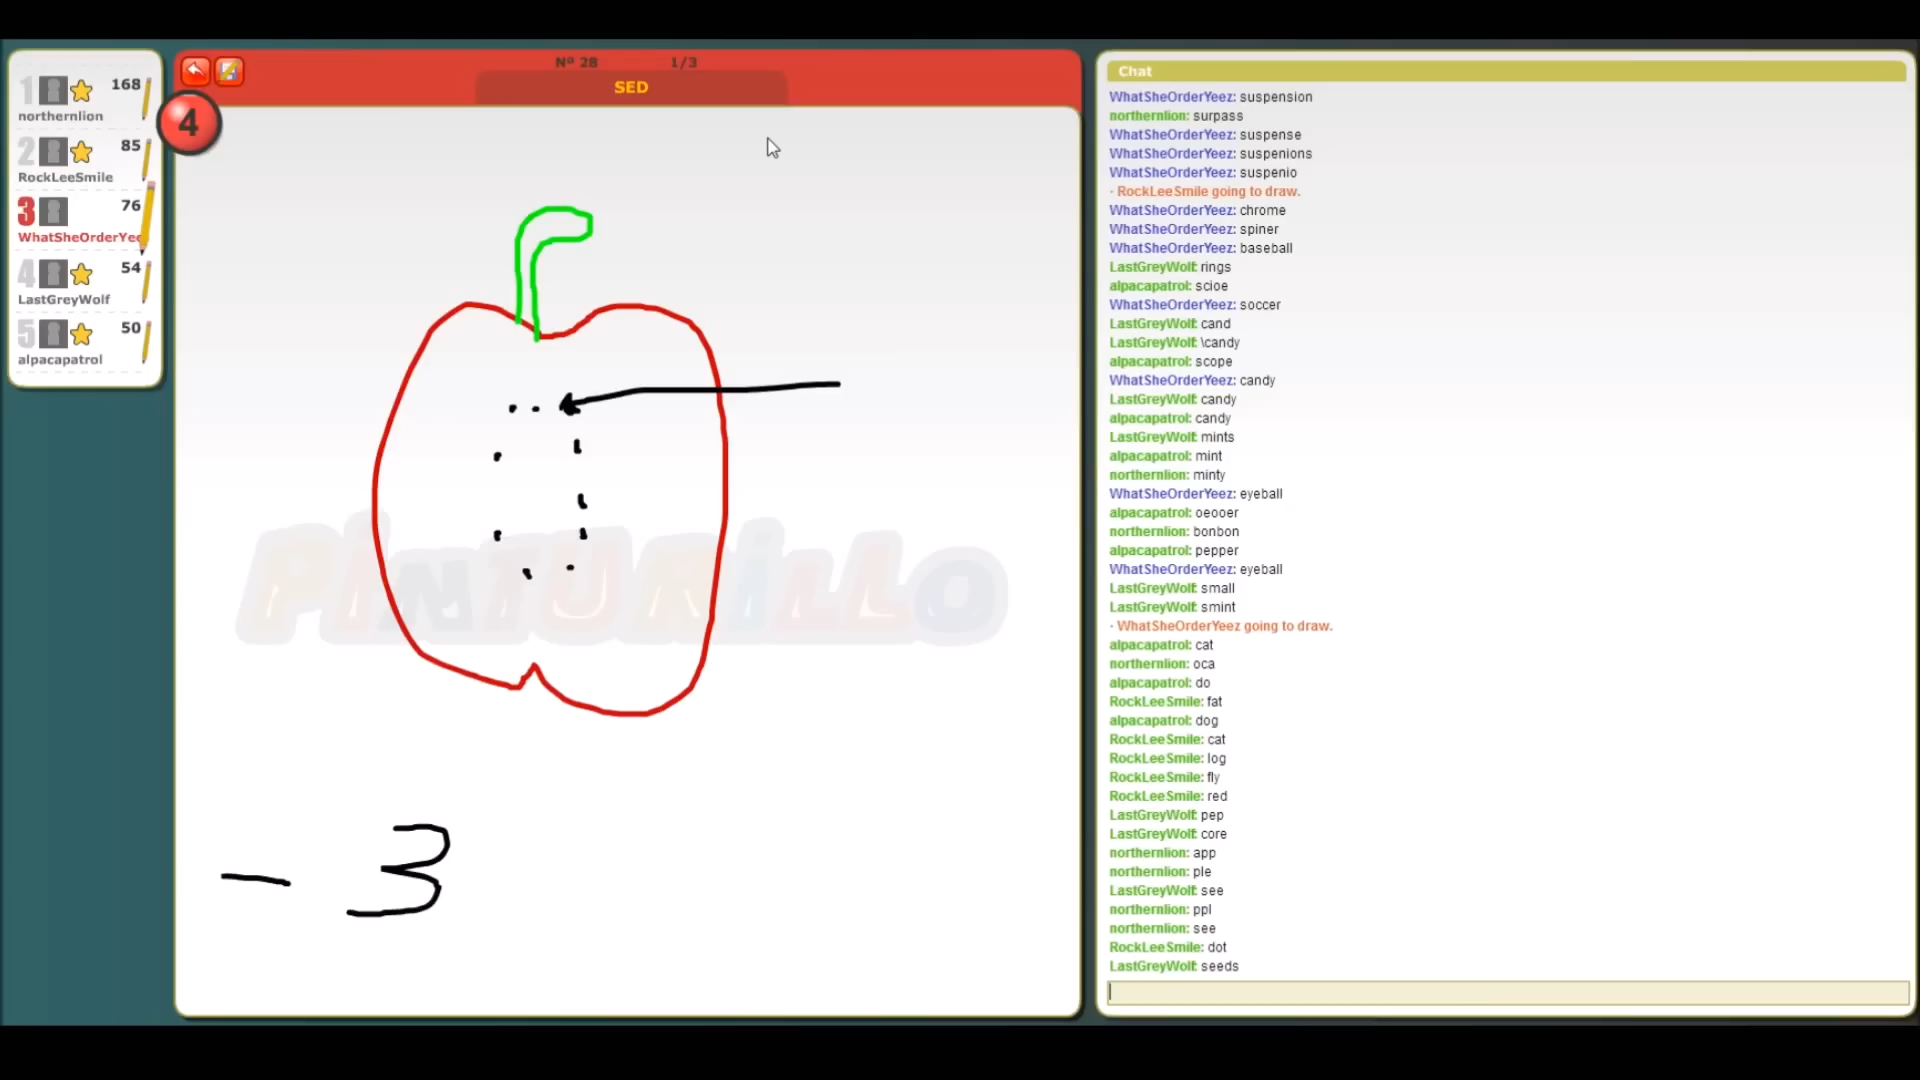 1 168
northernlion
2 85
RockLeeSmile
3 76
WhatSheOrderYee
4 54
LastGreyWolf
5 50
alpacapatrol
4
Nº 28 1/3
SED
PINTURILLO
- 3
Chat
WhatSheOrderYeez: suspension
northernlion: surpass
WhatSheOrderYeez: suspense
WhatSheOrderYeez: suspenions
WhatSheOrderYeez: suspenio
· RockLeeSmile going to draw.
WhatSheOrderYeez: chrome
WhatSheOrderYeez: spiner
WhatSheOrderYeez: baseball
LastGreyWolf: rings
alpacapatrol: scioe
WhatSheOrderYeez: soccer
LastGreyWolf: cand
LastGreyWolf: \candy
alpacapatrol: scope
WhatSheOrderYeez: candy
LastGreyWolf: candy
alpacapatrol: candy
LastGreyWolf: mints
alpacapatrol: mint
northernlion: minty
WhatSheOrderYeez: eyeball
alpacapatrol: oeooer
northernlion: bonbon
alpacapatrol: pepper
WhatSheOrderYeez: eyeball
LastGreyWolf: small
LastGreyWolf: smint
· WhatSheOrderYeez going to draw.
alpacapatrol: cat
northernlion: oca
alpacapatrol: do
RockLeeSmile: fat
alpacapatrol: dog
RockLeeSmile: cat
RockLeeSmile: log
RockLeeSmile: fly
RockLeeSmile: red
LastGreyWolf: pep
LastGreyWolf: core
northernlion: app
northernlion: ple
LastGreyWolf: see
northernlion: ppl
northernlion: see
RockLeeSmile: dot
LastGreyWolf: seeds